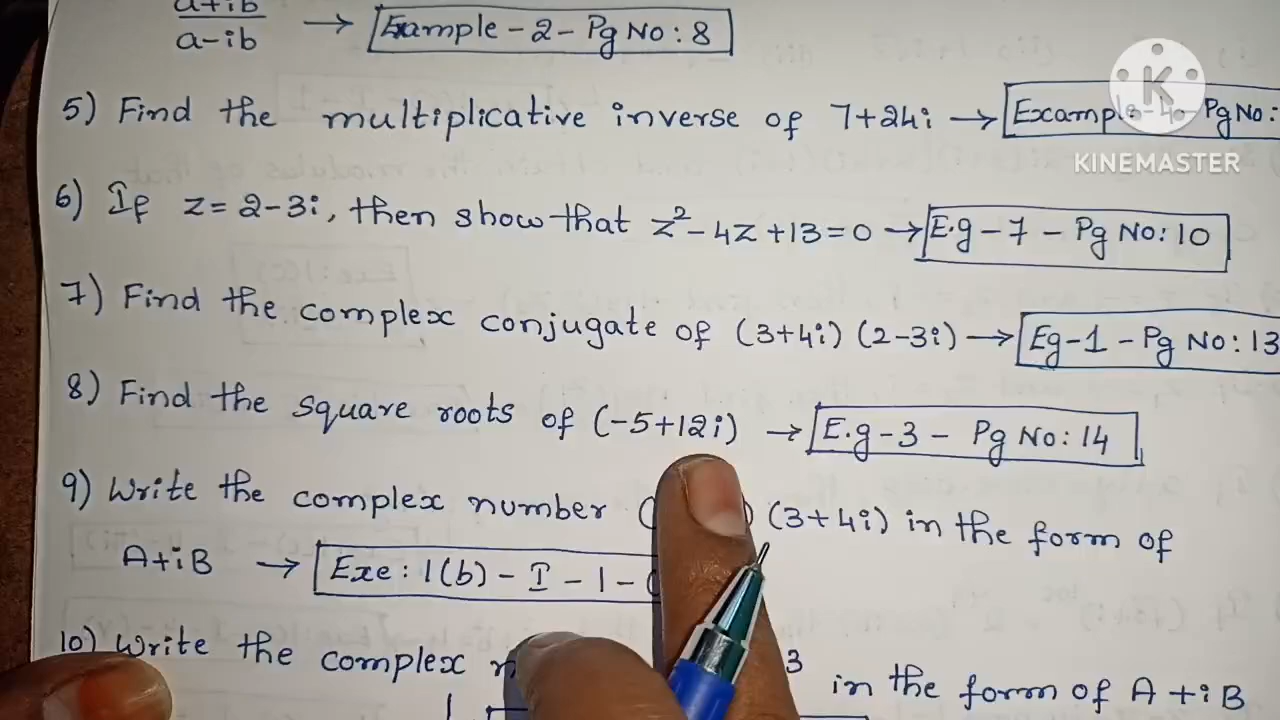 a+ib
a-ib → Example - 2 - Pg No: 8
5) Find the multiplicative inverse of 7+24i → Example - 4 - Pg No:
K
KINEMASTER
6) If z = 2-3i, then show that z² - 4z + 13 = 0 → E.g - 7 - Pg No: 10
7) Find the complex conjugate of (3+4i) (2-3i) → Eg-1 - Pg No: 13
8) Find the square roots of (-5+12i) → E.g-3 - Pg No: 14
9) Write the complex number ( ) (3+4i) in the form of
A+iB → Exe: 1(b) - I - 1 -
10) Write the complex 3 in the form of A+iB